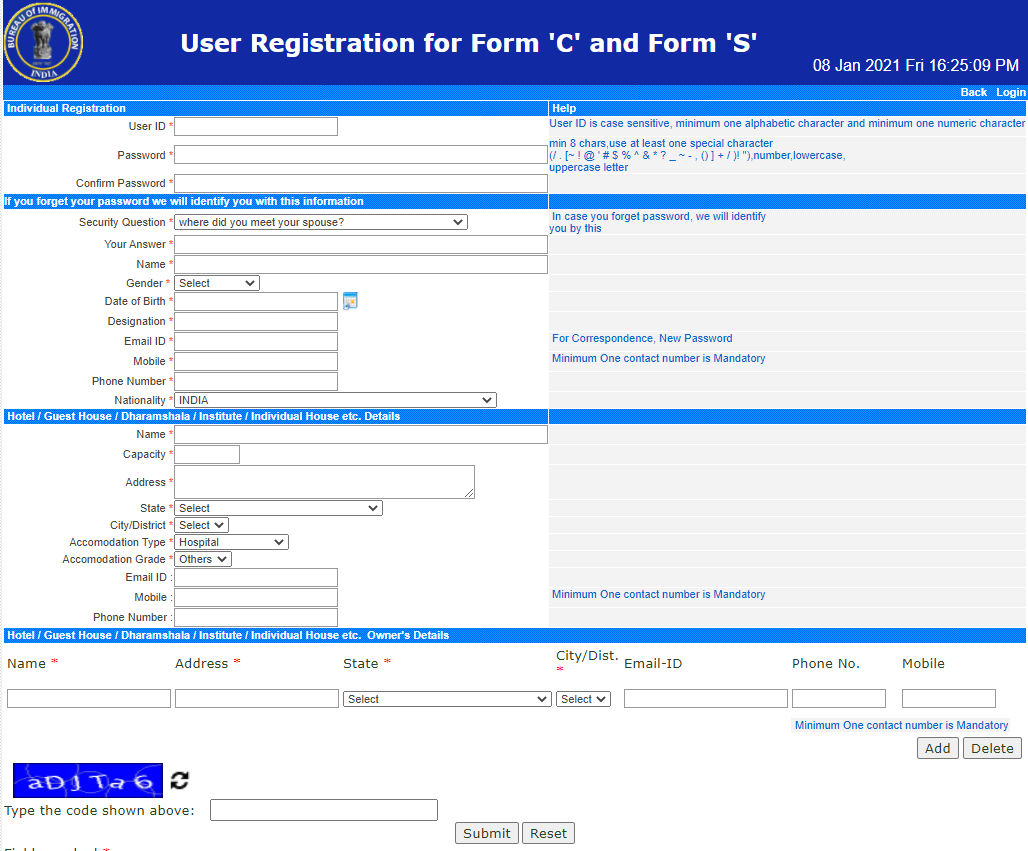 BUREAU OF IMMIGRATION
INDIA
User Registration for Form 'C' and Form 'S'
08 Jan 2021 Fri 16:25:09 PM
Back Login
Individual Registration Help
User ID * User ID is case sensitive, minimum one alphabetic character and minimum one numeric character
min 8 chars,use at least one special character
Password * (/ . [~ ! @ ' # $ % ^ & * ? _ ~ - , () ] + / )! "),number,lowercase,
uppercase letter
Confirm Password *
If you forget your password we will identify you with this information
Security Question * where did you meet your spouse? In case you forget password, we will identify
you by this
Your Answer *
Name *
Gender * Select
Date of Birth *
Designation *
Email ID * For Correspondence, New Password
Mobile * Minimum One contact number is Mandatory
Phone Number *
Nationality * INDIA
Hotel / Guest House / Dharamshala / Institute / Individual House etc. Details
Name *
Capacity *
Address *
State * Select
City/District * Select
Accomodation Type * Hospital
Accomodation Grade * Others
Email ID :
Mobile : Minimum One contact number is Mandatory
Phone Number :
Hotel / Guest House / Dharamshala / Institute / Individual House etc. Owner's Details
Name * Address * State * City/Dist. * Email-ID Phone No. Mobile
Select Select
Minimum One contact number is Mandatory
Add Delete
Type the code shown above:
Submit Reset